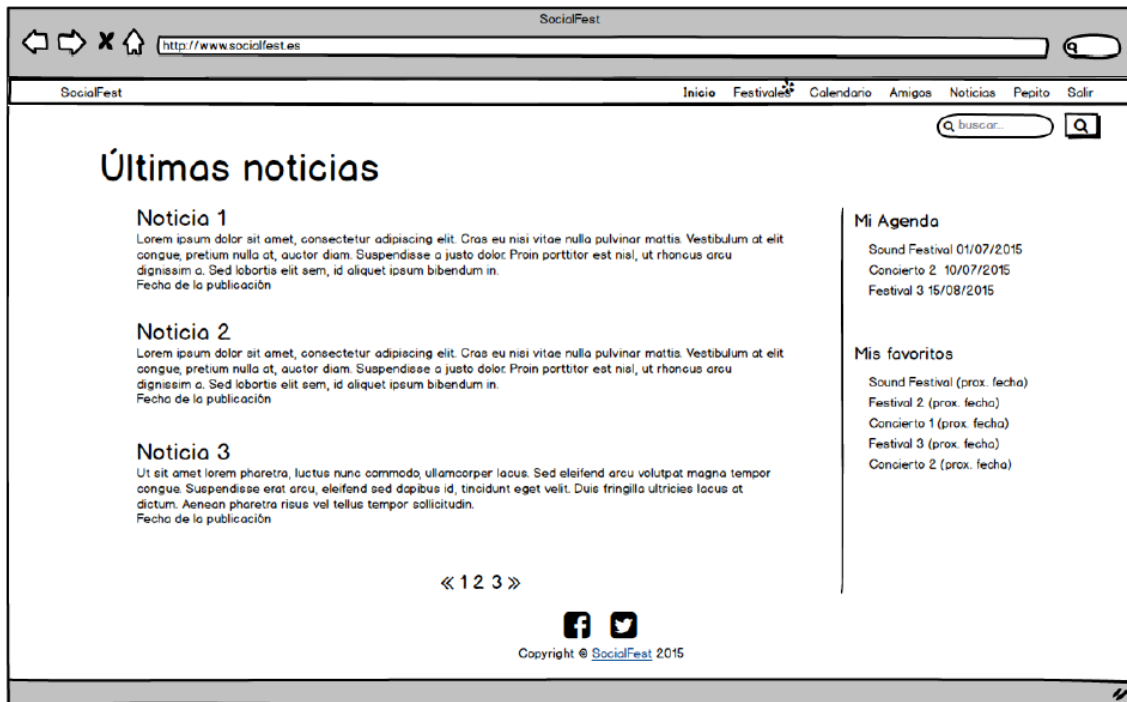 SocialFest
http://www.socialfest.es
SocialFest Inicio Festivales Calendario Amigos Noticias Pepito Salir
buscar...
Últimas noticias
Noticia 1
Lorem ipsum dolor sit amet, consectetur adipiscing elit. Cras eu nisi vitae nulla pulvinar mattis. Vestibulum at elit
congue, pretium nulla at, auctor diam. Suspendisse a justo dolor. Proin porttitor est nisl, ut rhoncus arcu
dignissim a. Sed lobortis elit sem, id aliquet ipsum bibendum in.
Fecha de la publicación
Noticia 2
Lorem ipsum dolor sit amet, consectetur adipiscing elit. Cras eu nisi vitae nulla pulvinar mattis. Vestibulum at elit
congue, pretium nulla at, auctor diam. Suspendisse a justo dolor. Proin porttitor est nisl, ut rhoncus arcu
dignissim a. Sed lobortis elit sem, id aliquet ipsum bibendum in.
Fecha de la publicación
Noticia 3
Ut sit amet lorem pharetra, luctus nunc commodo, ullamcorper lacus. Sed eleifend arcu volutpat magna tempor
congue. Suspendisse erat arcu, eleifend sed dapibus id, tincidunt eget velit. Duis fringilla ultricies lacus at
dictum. Aenean pharetra risus vel tellus tempor sollicitudin.
Fecha de la publicación
« 1 2 3 »
Mi Agenda
Sound Festival 01/07/2015
Concierto 2 10/07/2015
Festival 3 15/08/2015
Mis favoritos
Sound Festival (prox. fecha)
Festival 2 (prox. fecha)
Concierto 1 (prox. fecha)
Festival 3 (prox. fecha)
Concierto 2 (prox. fecha)
Copyright © SocialFest 2015